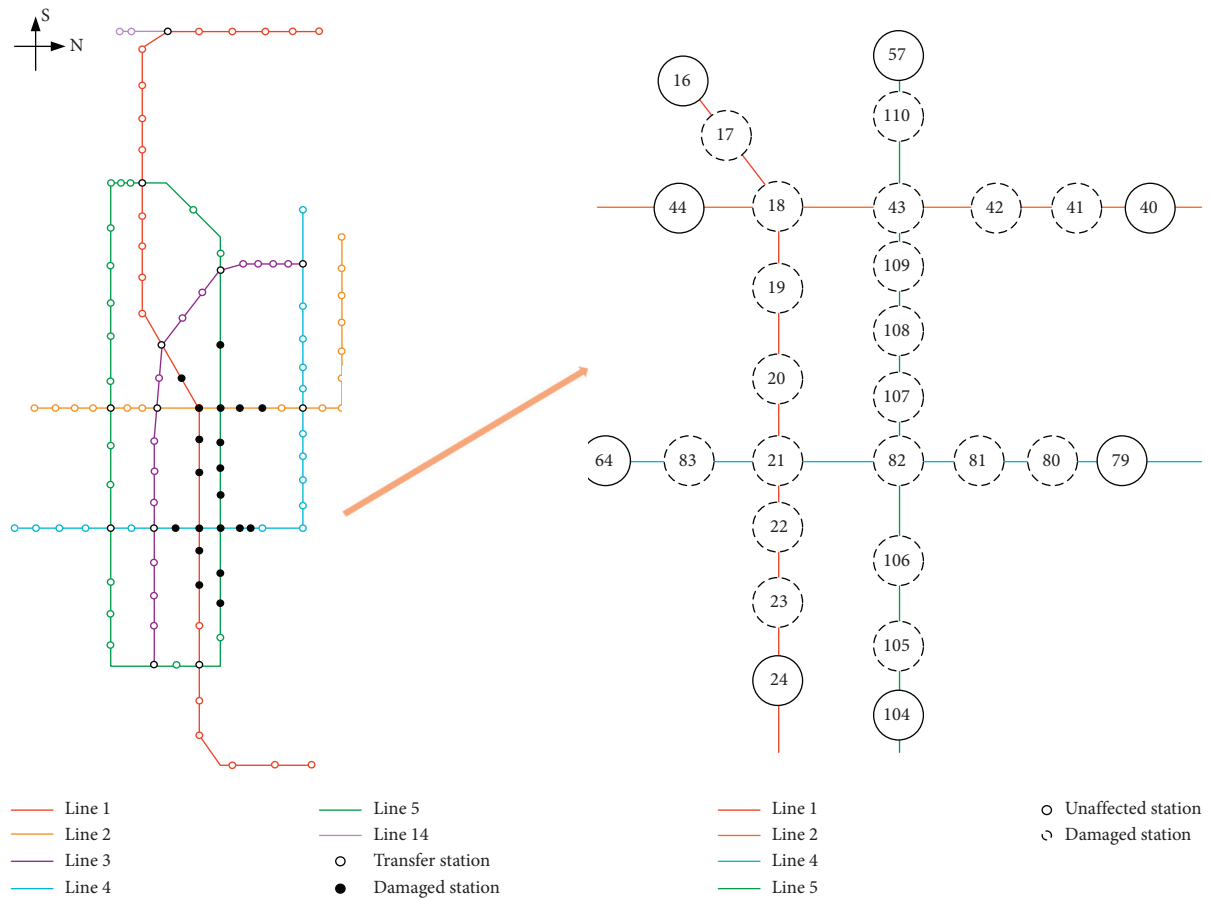 S
N
57
16
110
17
44
18
43
42
41
40
109
19
108
20
107
64
83
21
82
81
80
79
22
106
23
105
24
104
Line 1
Line 2
Line 3
Line 4
Line 5
Line 14
Transfer station
Damaged station
Line 1
Line 2
Line 4
Line 5
Unaffected station
Damaged station